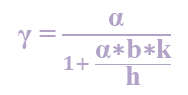 γ = α / (1 + (α*b*k) / h)